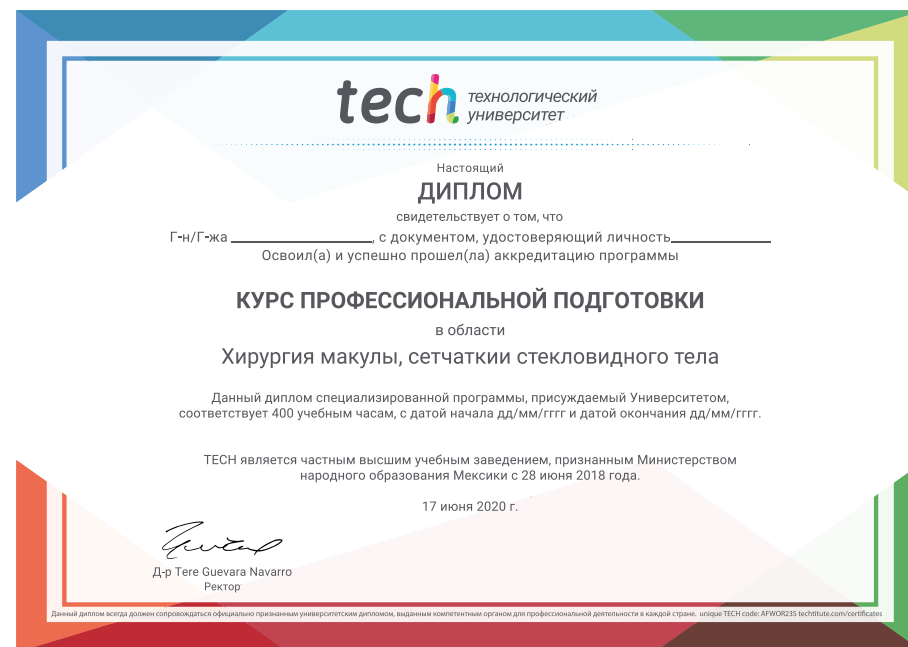 tech технологический
университет
Настоящий
ДИПЛОМ
свидетельствует о том, что
Г-н/Г-жа ____________, с документом, удостоверяющий личность____________
Освоил(а) и успешно прошел(ла) аккредитацию программы
КУРС ПРОФЕССИОНАЛЬНОЙ ПОДГОТОВКИ
в области
Хирургия макулы, сетчаткии стекловидного тела
Данный диплом специализированной программы, присуждаемый Университетом,
соответствует 400 учебным часам, с датой начала дд/мм/гггг и датой окончания дд/мм/гггг.
TECH является частным высшим учебным заведением, признанным Министерством
народного образования Мексики с 28 июня 2018 года.
17 июня 2020 г.
Д-р Tere Guevara Navarro
Ректор
Данный диплом всегда должен сопровождаться официально признанным университетским дипломом, выданным компетентным органом для профессиональной деятельности в каждой стране. unique TECH code: AFWOR235 techtitute.com/certificates